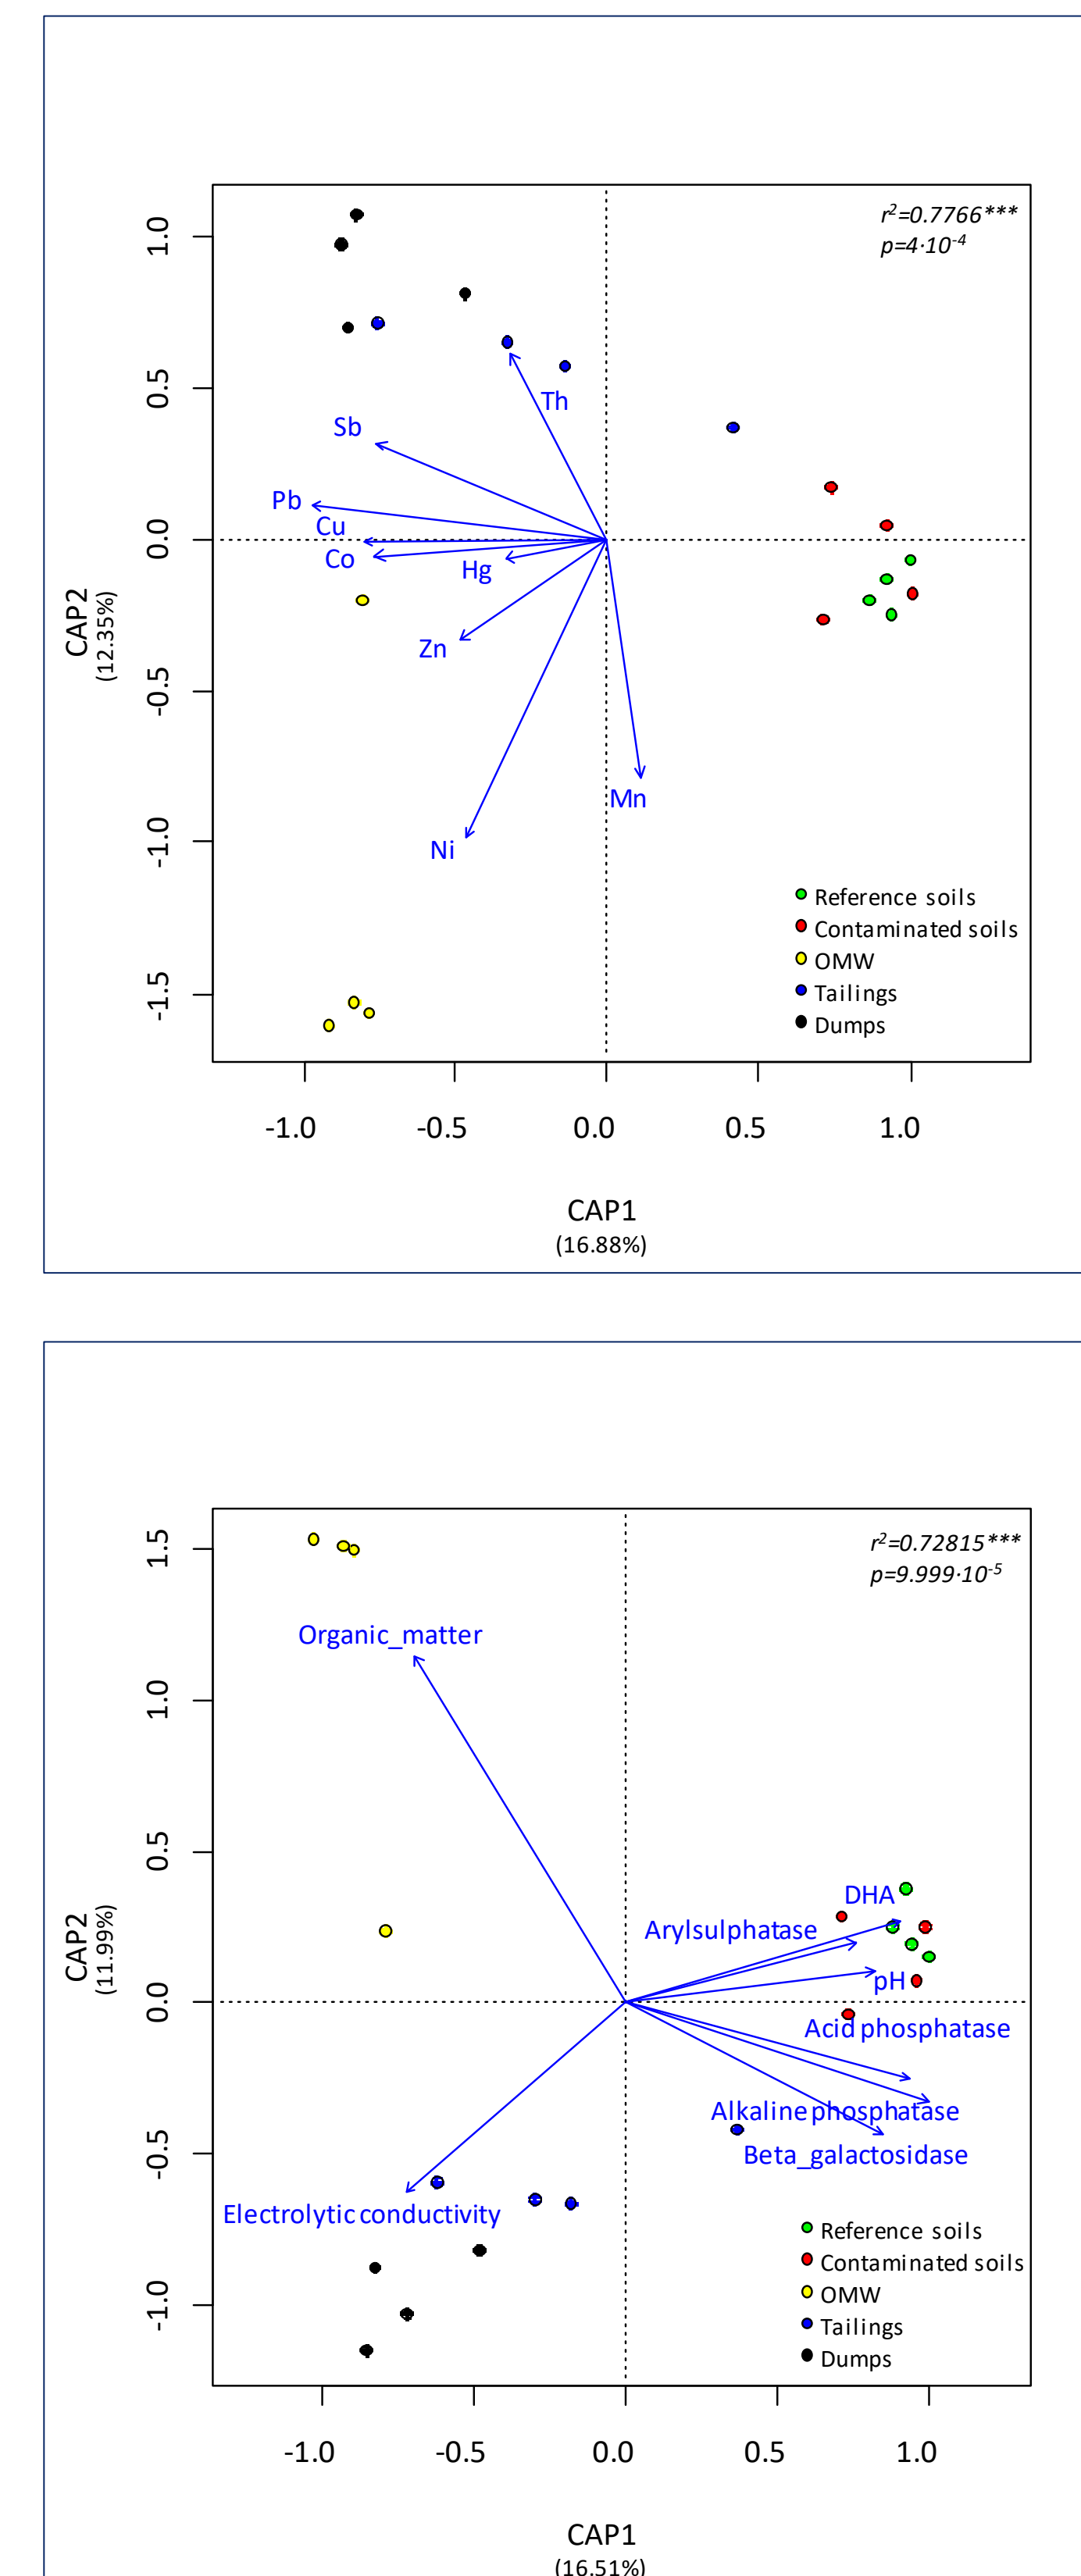 r²=0.7766***
p=4·10⁻⁴
1.0
0.5
0.0
-0.5
-1.0
-1.5
CAP2
(12.35%)
Th
Sb
Pb
Cu
Co
Hg
Zn
Mn
Ni
Reference soils
Contaminated soils
OMW
Tailings
Dumps
-1.0 -0.5 0.0 0.5 1.0
CAP1
(16.88%)
r²=0.72815***
p=9.999·10⁻⁵
1.5
1.0
0.5
0.0
-0.5
-1.0
CAP2
(11.99%)
Organic_matter
DHA
Arylsulphatase
pH
Acid phosphatase
Alkaline phosphatase
Beta_galactosidase
Electrolytic conductivity
Reference soils
Contaminated soils
OMW
Tailings
Dumps
-1.0 -0.5 0.0 0.5 1.0
CAP1
(16.51%)